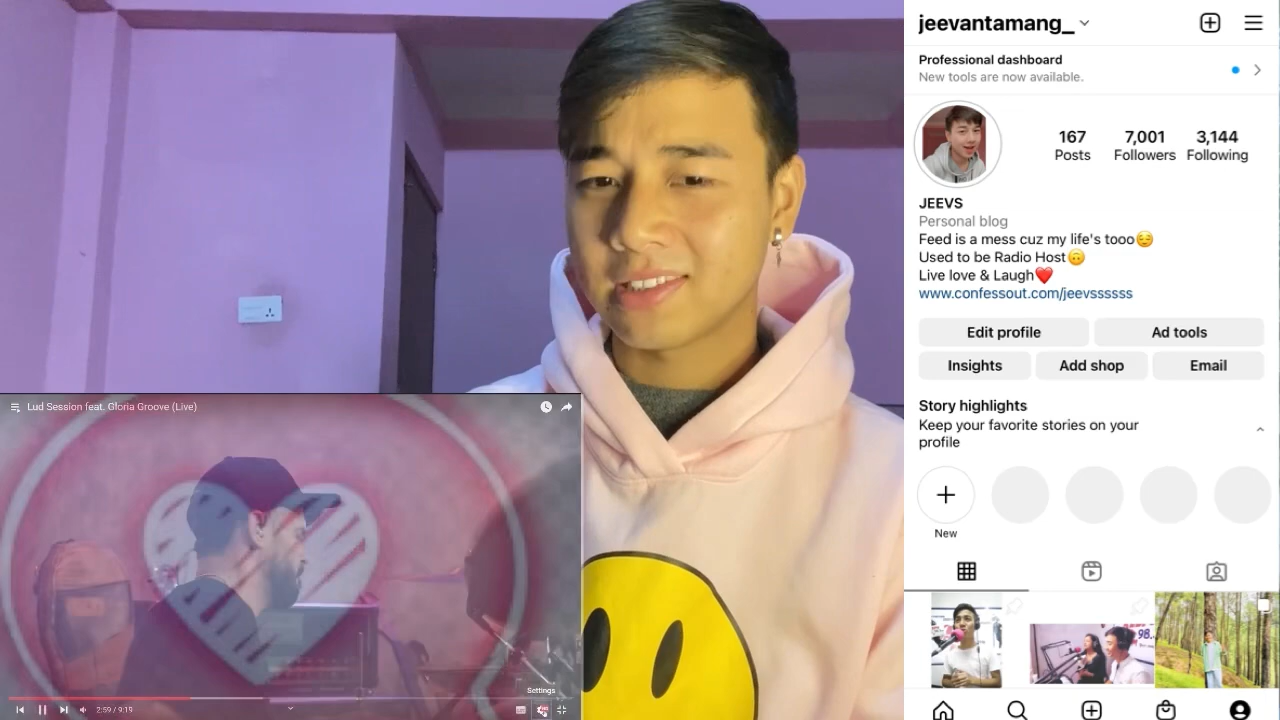 jeevantamang_
Professional dashboard
New tools are now available.
167
Posts
7,001
Followers
3,144
Following
JEEVS
Personal blog
Feed is a mess cuz my life's tooo😌
Used to be Radio Host🙃
Live love & Laugh❤️
www.confessout.com/jeevssssss
Edit profile
Ad tools
Insights
Add shop
Email
Story highlights
Keep your favorite stories on your
profile
New
98.
Lud Session feat. Gloria Groove (Live)
Settings
2:59 / 9:19